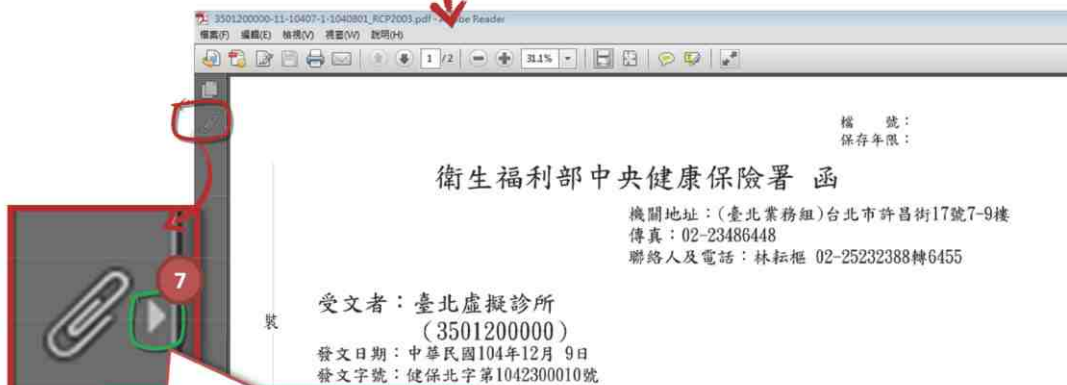 3501200000-11-10407-1-1040801_RCP2003.pdf - Adobe Reader
檔案(F) 編輯(E) 檢視(V) 視窗(W) 說明(H)
1 /2 31.1%
檔 號：
保存年限：
衛生福利部中央健康保險署 函
機關地址：(臺北業務組)台北市許昌街17號7-9樓
傳真：02-23486448
聯絡人及電話：林耘框 02-25232388轉6455
7
裝
受文者：臺北虛擬診所
(3501200000)
發文日期：中華民國104年12月 9日
發文字號：健保北字第1042300010號